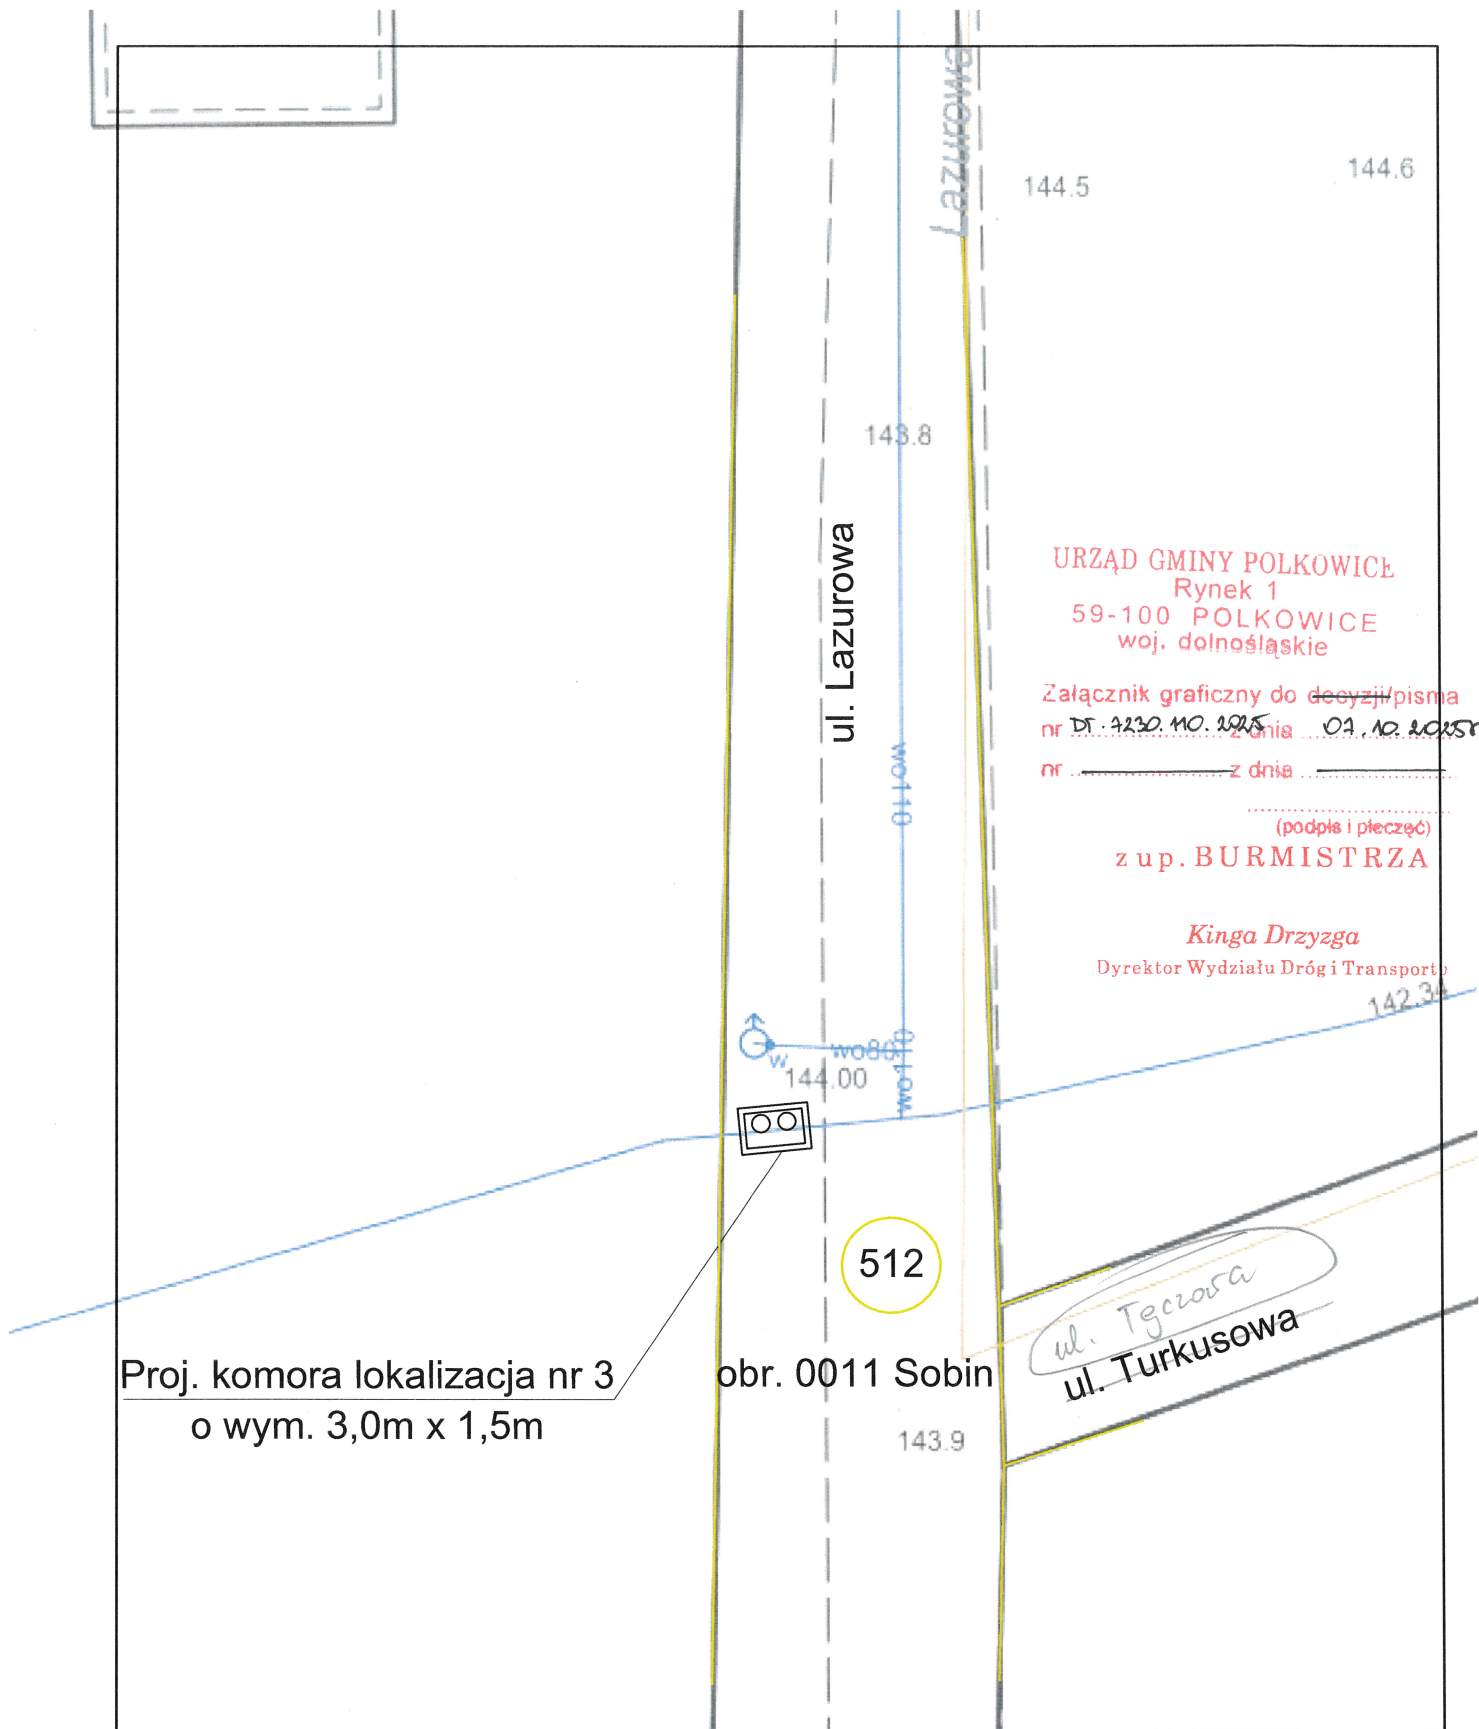 Lazurowa
144.5
144.6
143.8
ul. Lazurowa
wo110
URZĄD GMINY POLKOWICE
Rynek 1
59-100 POLKOWICE
woj. dolnośląskie
Załącznik graficzny do decyzji/pisma
nr DT.7230.110.2025 z dnia 07.10.2025r
nr z dnia
(podpis i pieczęć)
z up. BURMISTRZA
Kinga Drzyzga
Dyrektor Wydziału Dróg i Transportu
142.34
w
wo80
wo110
144.00
512
ul. Tęczowa
ul. Turkusowa
Proj. komora lokalizacja nr 3
o wym. 3,0m x 1,5m
obr. 0011 Sobin
143.9